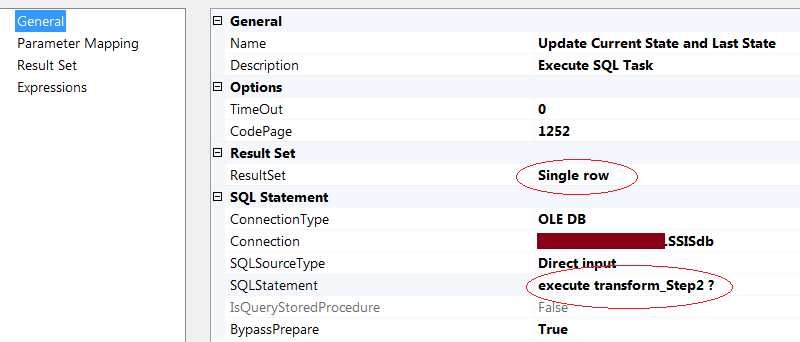 General
Parameter Mapping
Result Set
Expressions
General
Name Update Current State and Last State
Description Execute SQL Task
Options
TimeOut 0
CodePage 1252
Result Set
ResultSet Single row
SQL Statement
ConnectionType OLE DB
Connection .SSISdb
SQLSourceType Direct input
SQLStatement execute transform_Step2 ?
IsQueryStoredProcedure False
BypassPrepare True